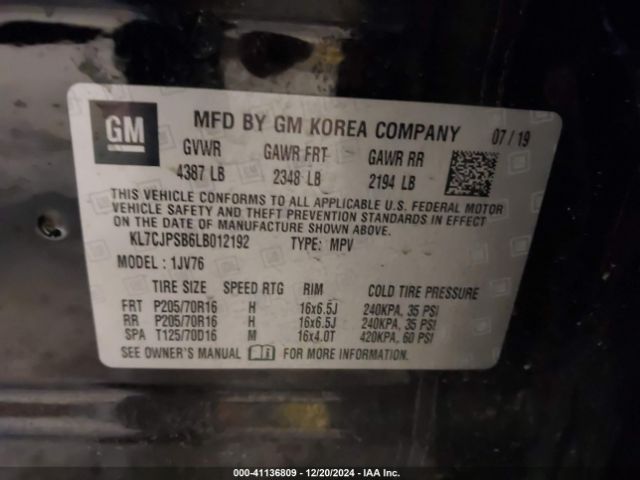 GM
MFD BY GM KOREA COMPANY 07/19
GVWR GAWR FRT GAWR RR
4387 LB 2348 LB 2194 LB
THIS VEHICLE CONFORMS TO ALL APPLICABLE U.S. FEDERAL MOTOR
VEHICLE SAFETY AND THEFT PREVENTION STANDARDS IN EFFECT
ON THE DATE OF MANUFACTURE SHOWN ABOVE.
KL7CJPSB6LB012192 TYPE: MPV
MODEL : 1JV76
TIRE SIZE SPEED RTG RIM COLD TIRE PRESSURE
FRT P205/70R16 H 16x6.5J 240KPA, 35 PSI
RR P205/70R16 H 16x6.5J 240KPA, 35 PSI
SPA T125/70D16 M 16x4.0T 420KPA, 60 PSI
SEE OWNER'S MANUAL FOR MORE INFORMATION.
000-41136809 - 12/20/2024 - IAA Inc.